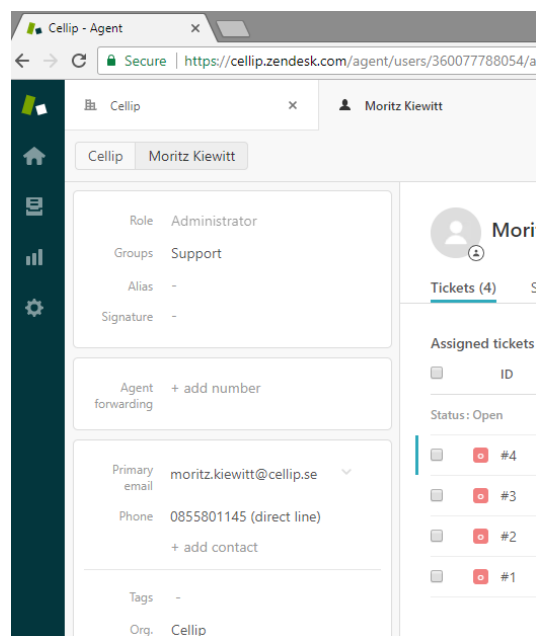 Cellip - Agent
Secure | https://cellip.zendesk.com/agent/users/360077788054/a
Cellip
Moritz Kiewitt
Cellip Moritz Kiewitt
Role Administrator
Groups Support
Alias -
Signature -
Agent forwarding + add number
Primary email moritz.kiewitt@cellip.se
Phone 0855801145 (direct line)
+ add contact
Tags -
Org. Cellip
Mori
Tickets (4) S
Assigned tickets
ID
Status: Open
o #4
o #3
o #2
o #1